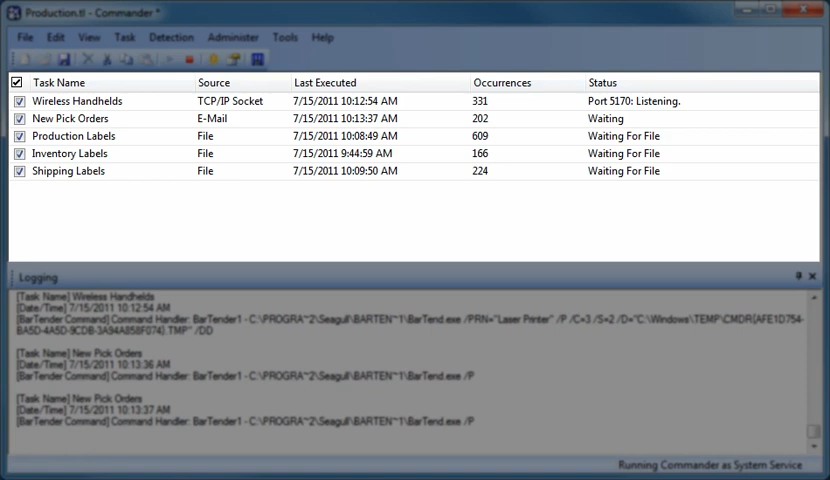 Production.tl - Commander *
File Edit View Task Detection Administer Tools Help
Task Name Source Last Executed Occurrences Status
Wireless Handhelds TCP/IP Socket 7/15/2011 10:12:54 AM 331 Port 5170: Listening.
New Pick Orders E-Mail 7/15/2011 10:13:37 AM 202 Waiting
Production Labels File 7/15/2011 10:08:49 AM 609 Waiting For File
Inventory Labels File 7/15/2011 9:44:59 AM 166 Waiting For File
Shipping Labels File 7/15/2011 10:09:50 AM 224 Waiting For File
Logging
[Task Name] Wireless Handhelds
[Date/Time] 7/15/2011 10:12:54 AM
[BarTender Command] Command Handler: BarTender1 - C:\PROGRA~2\Seagull\BARTEN~1\BarTend.exe /PRN="Laser Printer" /P /C=3 /S=2 /D="C:\Windows\TEMP\CMDR{AFE1D754-
BA5D-4A5D-9CDB-3A94A858F074}.TMP" /DD
[Task Name] New Pick Orders
[Date/Time] 7/15/2011 10:13:36 AM
[BarTender Command] Command Handler: BarTender1 - C:\PROGRA~2\Seagull\BARTEN~1\BarTend.exe /P
[Task Name] New Pick Orders
[Date/Time] 7/15/2011 10:13:37 AM
[BarTender Command] Command Handler: BarTender1 - C:\PROGRA~2\Seagull\BARTEN~1\BarTend.exe /P
Running Commander as System Service